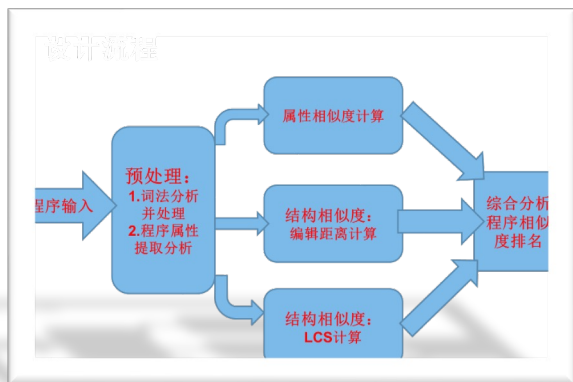 程序输入
预处理：
1.词法分析
并处理
2.程序属性
提取分析
属性相似度计算
结构相似度：
编辑距离计算
结构相似度：
LCS计算
综合分析
程序相似
度排名